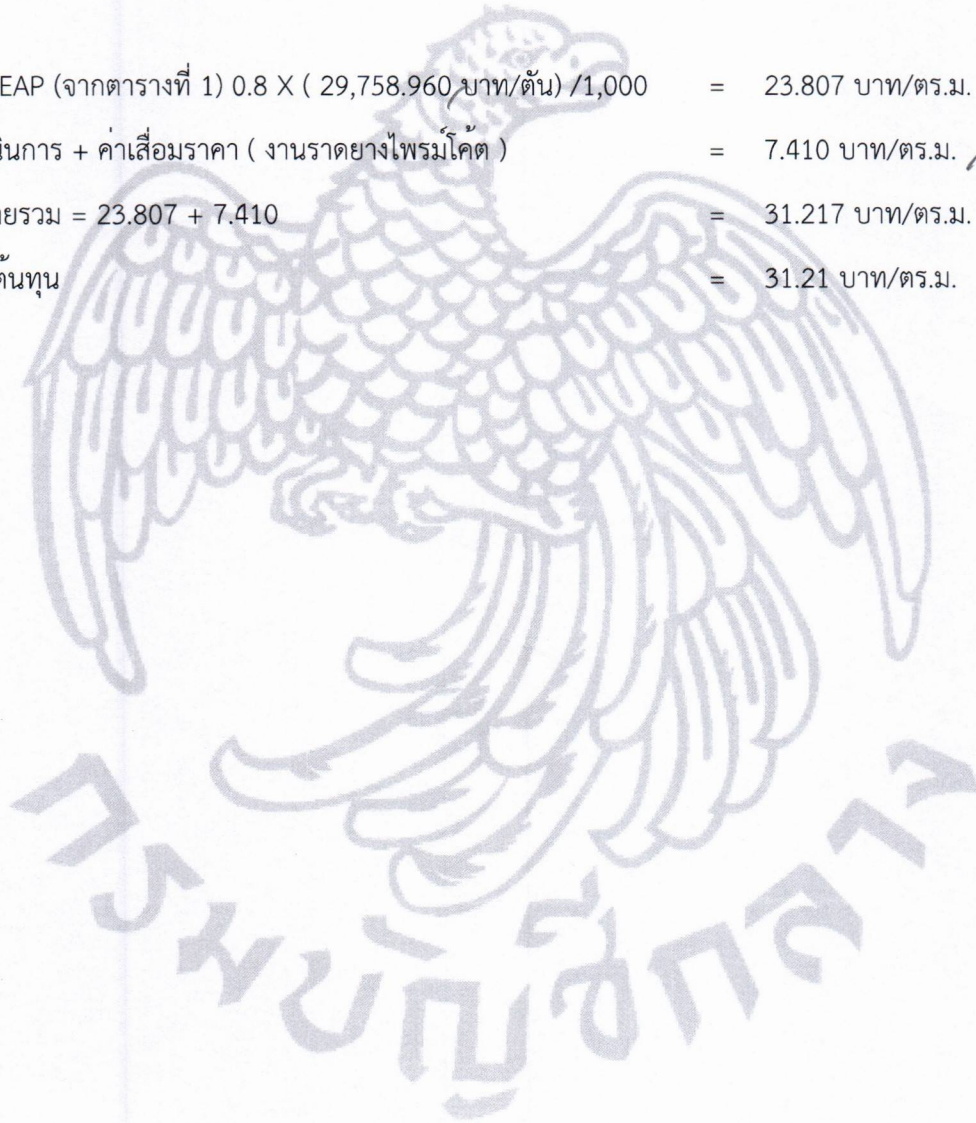 EAP (จากตารางที่ 1) 0.8 X ( 29,758.960 บาท/ตัน) /1,000 = 23.807 บาท/ตร.ม.
นินการ + ค่าเสื่อมราคา ( งานราดยางไพรม์โค้ต ) = 7.410 บาท/ตร.ม.
ยรวม = 23.807 + 7.410 = 31.217 บาท/ตร.ม.
ต้นทุน = 31.21 บาท/ตร.ม.
กรมบัญชีกลาง